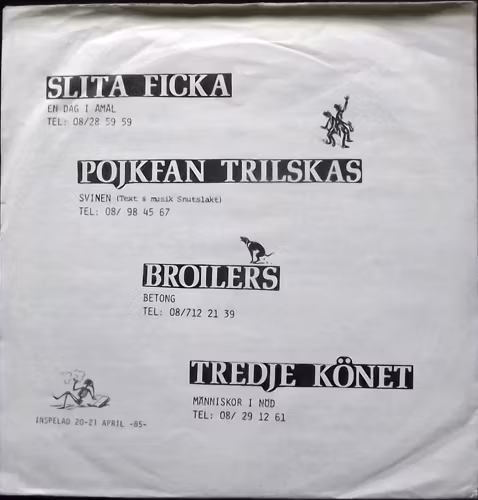 SLITA FICKA
EN DAG I AMAL
TEL: 08/28 59 59
POJKFAN TRILSKAS
SVINEN (Text & musik Snutslakt)
TEL: 08/ 98 45 67
BROILERS
BETONG
TEL: 08/712 21 39
TREDJE KÖNET
MÄNNISKOR I NÖD
TEL: 08/ 29 12 61
INSPELAD 20-21 APRIL -85-